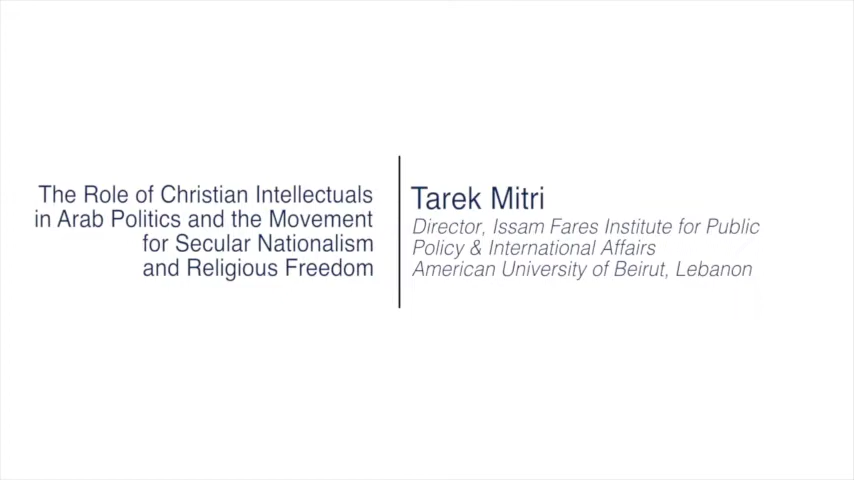 The Role of Christian Intellectuals
in Arab Politics and the Movement
for Secular Nationalism
and Religious Freedom
Tarek Mitri
Director, Issam Fares Institute for Public
Policy & International Affairs
American University of Beirut, Lebanon